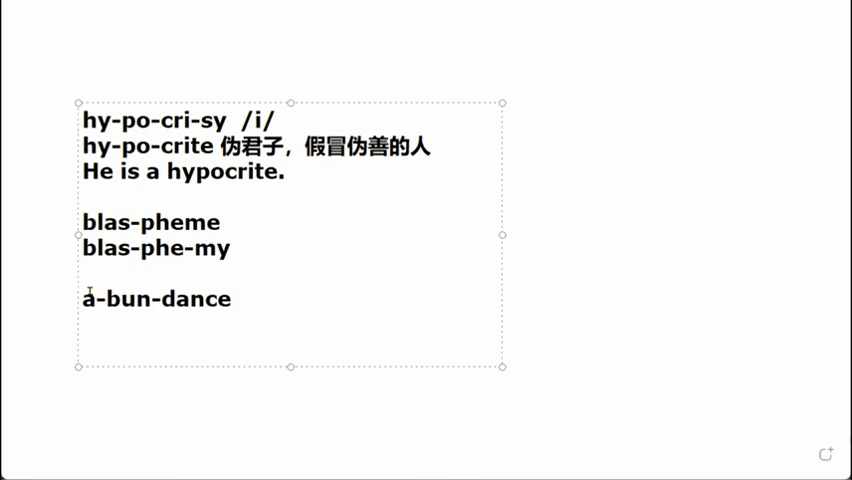 hy-po-cri-sy /i/
hy-po-crite 伪君子，假冒伪善的人
He is a hypocrite.
blas-pheme
blas-phe-my
a-bun-dance